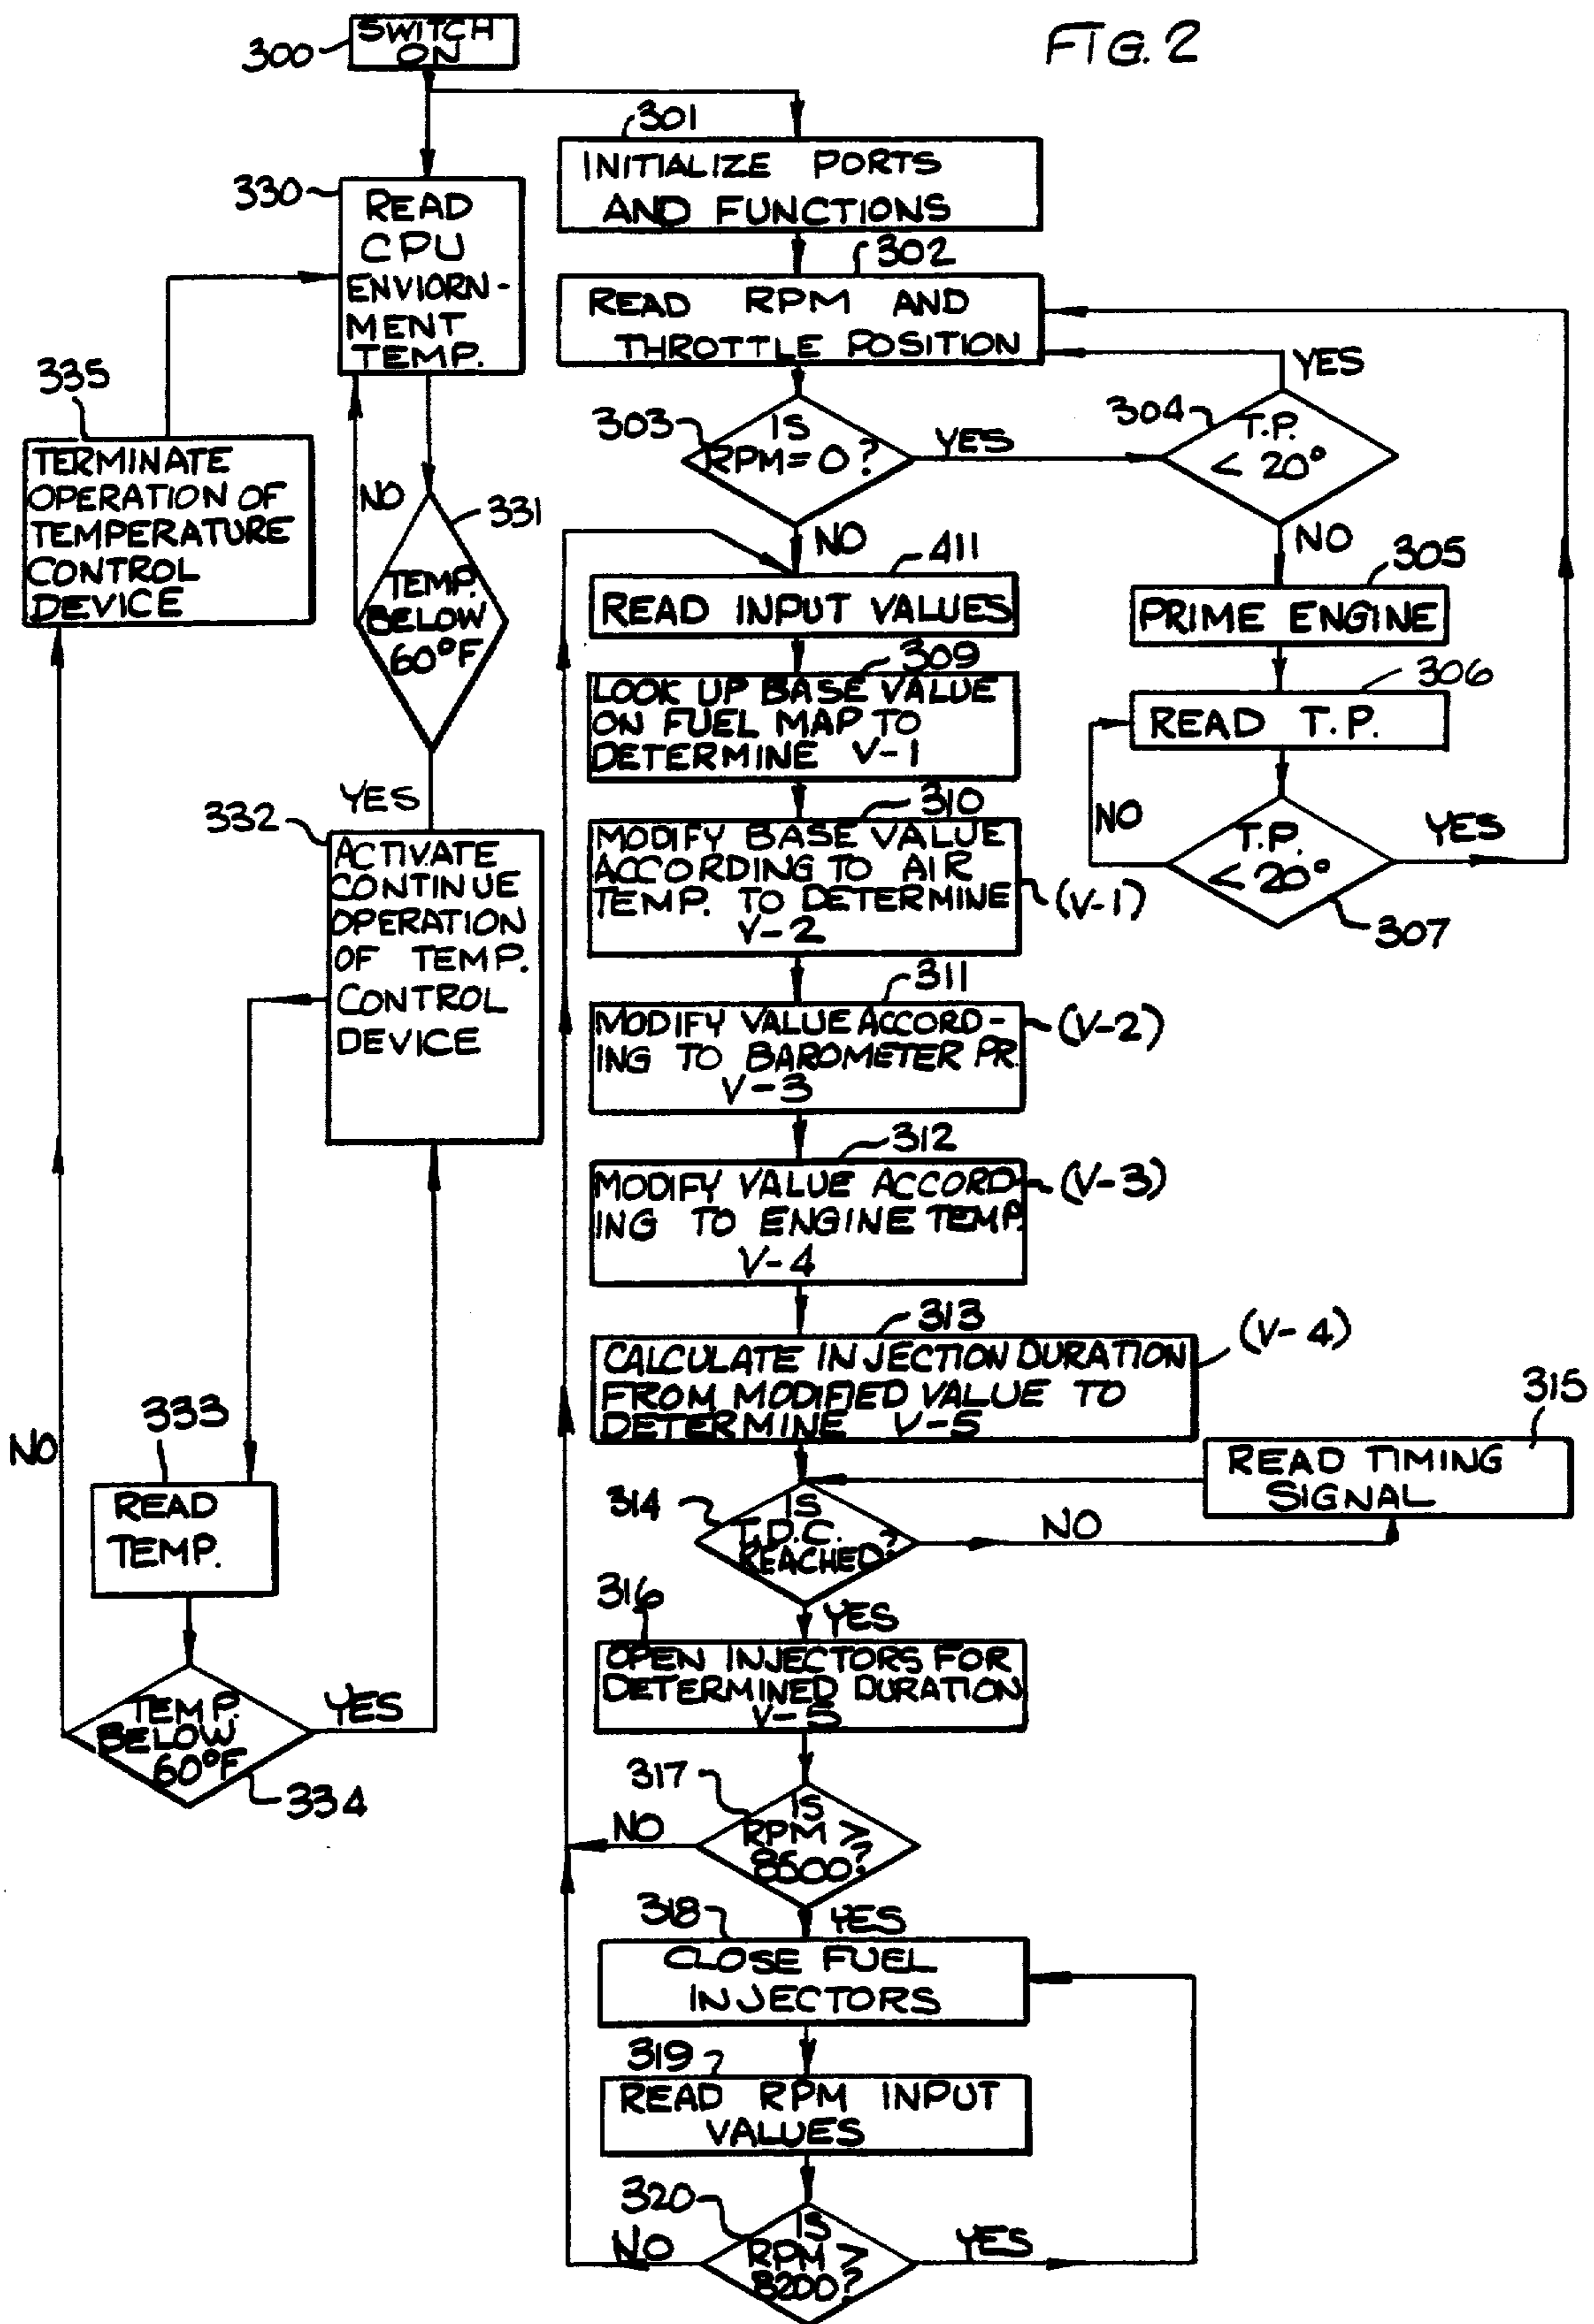 FIG. 2
300
SWITCH
ON
301
INITIALIZE PORTS
AND FUNCTIONS
330
READ
CPU
ENVIORN-
MENT
TEMP.
302
READ RPM AND
THROTTLE POSITION
335
TERMINATE
OPERATION OF
TEMPERATURE
CONTROL
DEVICE
NO
331
TEMP.
BELOW
60°F
YES
303
IS
RPM=0?
YES
NO
304
T.P.
< 20°
YES
NO
305
PRIME ENGINE
306
READ T.P.
NO
T.P.
< 20°
YES
307
411
READ INPUT VALUES
309
LOOK UP BASE VALUE
ON FUEL MAP TO
DETERMINE V-1
310
MODIFY BASE VALUE
ACCORDING TO AIR
TEMP. TO DETERMINE
V-2
(V-1)
311
MODIFY VALUE ACCORD-
ING TO BAROMETER PR.
V-3
(V-2)
312
MODIFY VALUE ACCORD-
ING TO ENGINE TEMP.
V-4
(V-3)
313
CALCULATE INJECTION DURATION
FROM MODIFIED VALUE TO
DETERMINE V-5
(V-4)
315
READ TIMING
SIGNAL
314
IS
T.D.C.
REACHED?
NO
YES
316
OPEN INJECTORS FOR
DETERMINED DURATION
V-5
317
IS
RPM >
8600?
NO
YES
318
CLOSE FUEL
INJECTORS
319
READ RPM INPUT
VALUES
320
IS
RPM >
8200?
NO
YES
332
ACTIVATE
CONTINUE
OPERATION
OF TEMP.
CONTROL
DEVICE
333
READ
TEMP.
NO
TEMP.
BELOW
60°F
YES
334